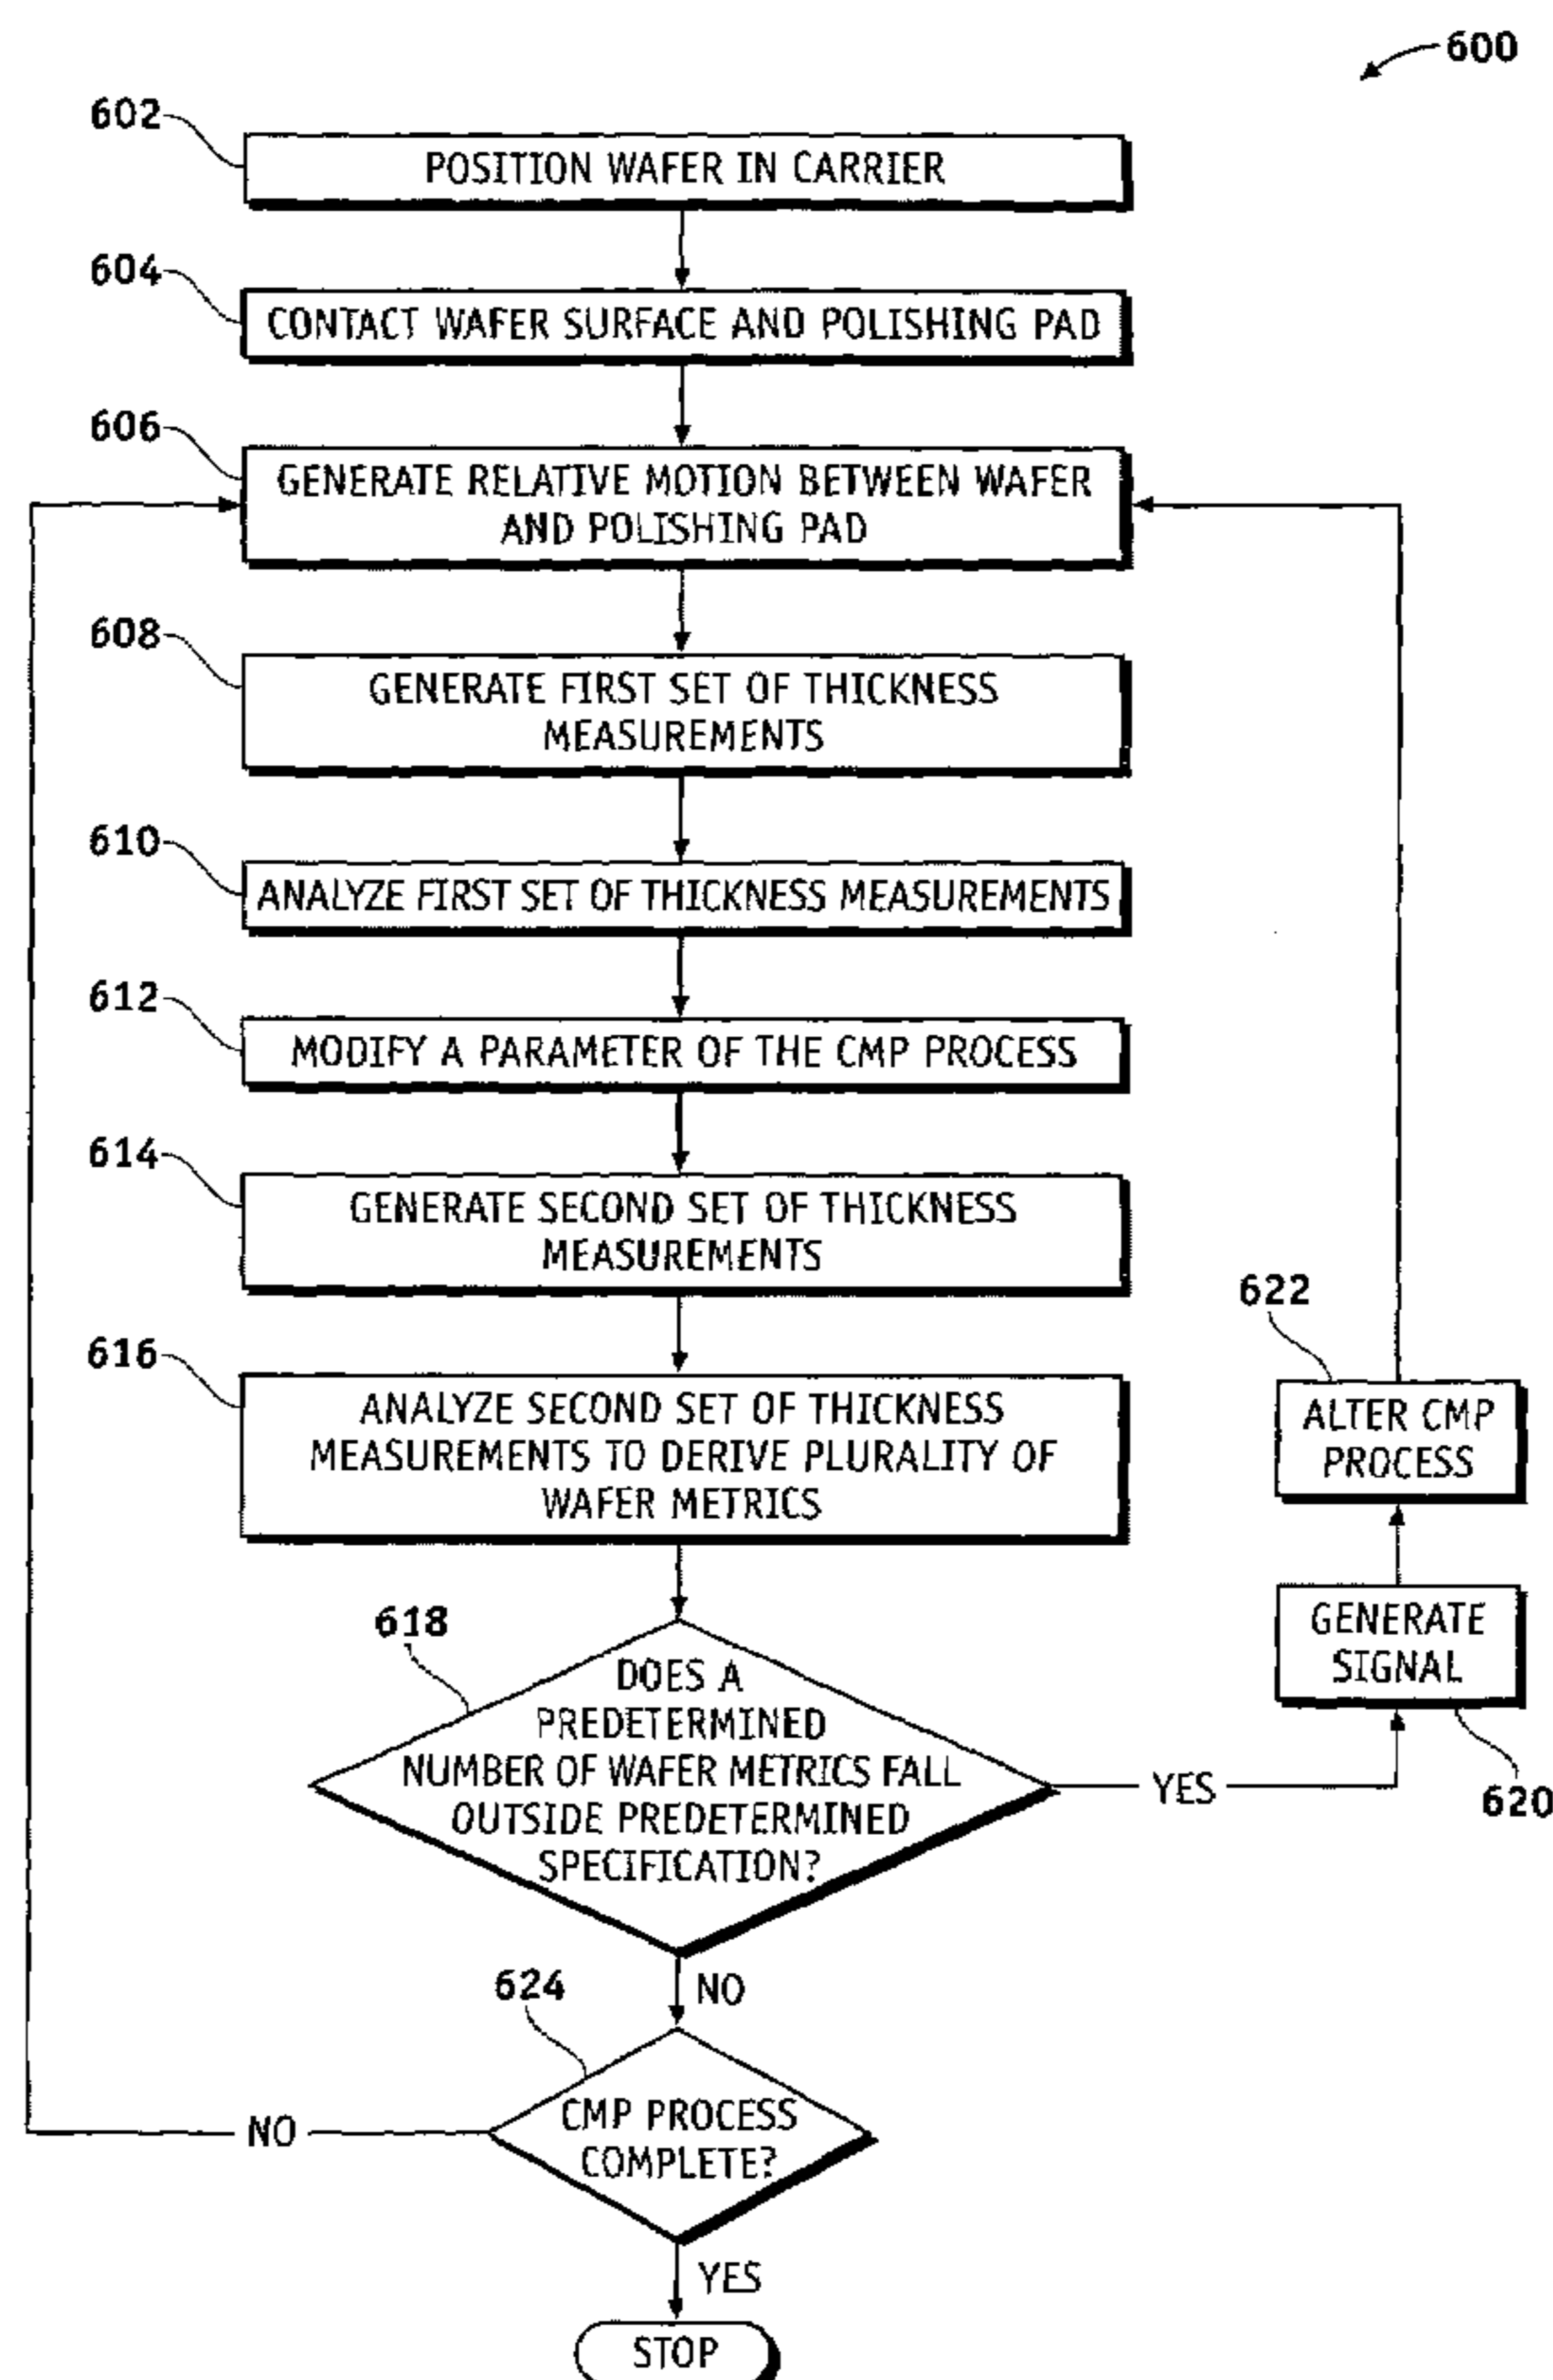 600
602
POSITION WAFER IN CARRIER
604
CONTACT WAFER SURFACE AND POLISHING PAD
606
GENERATE RELATIVE MOTION BETWEEN WAFER
AND POLISHING PAD
608
GENERATE FIRST SET OF THICKNESS
MEASUREMENTS
610
ANALYZE FIRST SET OF THICKNESS MEASUREMENTS
612
MODIFY A PARAMETER OF THE CMP PROCESS
614
GENERATE SECOND SET OF THICKNESS
MEASUREMENTS
616
ANALYZE SECOND SET OF THICKNESS
MEASUREMENTS TO DERIVE PLURALITY OF
WAFER METRICS
622
ALTER CMP
PROCESS
GENERATE
SIGNAL
620
618
DOES A
PREDETERMINED
NUMBER OF WAFER METRICS FALL
OUTSIDE PREDETERMINED
SPECIFICATION?
YES
NO
624
CMP PROCESS
COMPLETE?
NO
YES
STOP